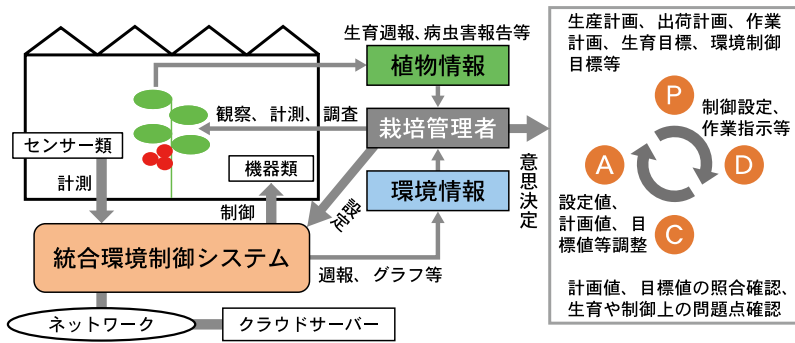 生育週報、病虫害報告等
植物情報
観察、計測、調査
栽培管理者
センサー類
機器類
計測
制御
設定
環境情報
意思決定
統合環境制御システム
週報、グラフ等
ネットワーク
クラウドサーバー
生産計画、出荷計画、作業
計画、生育目標、環境制御
目標等
P
制御設定、
作業指示等
A
D
設定値、
計画値、目
標値等調整
C
計画値、目標値の照合確認、
生育や制御上の問題点確認